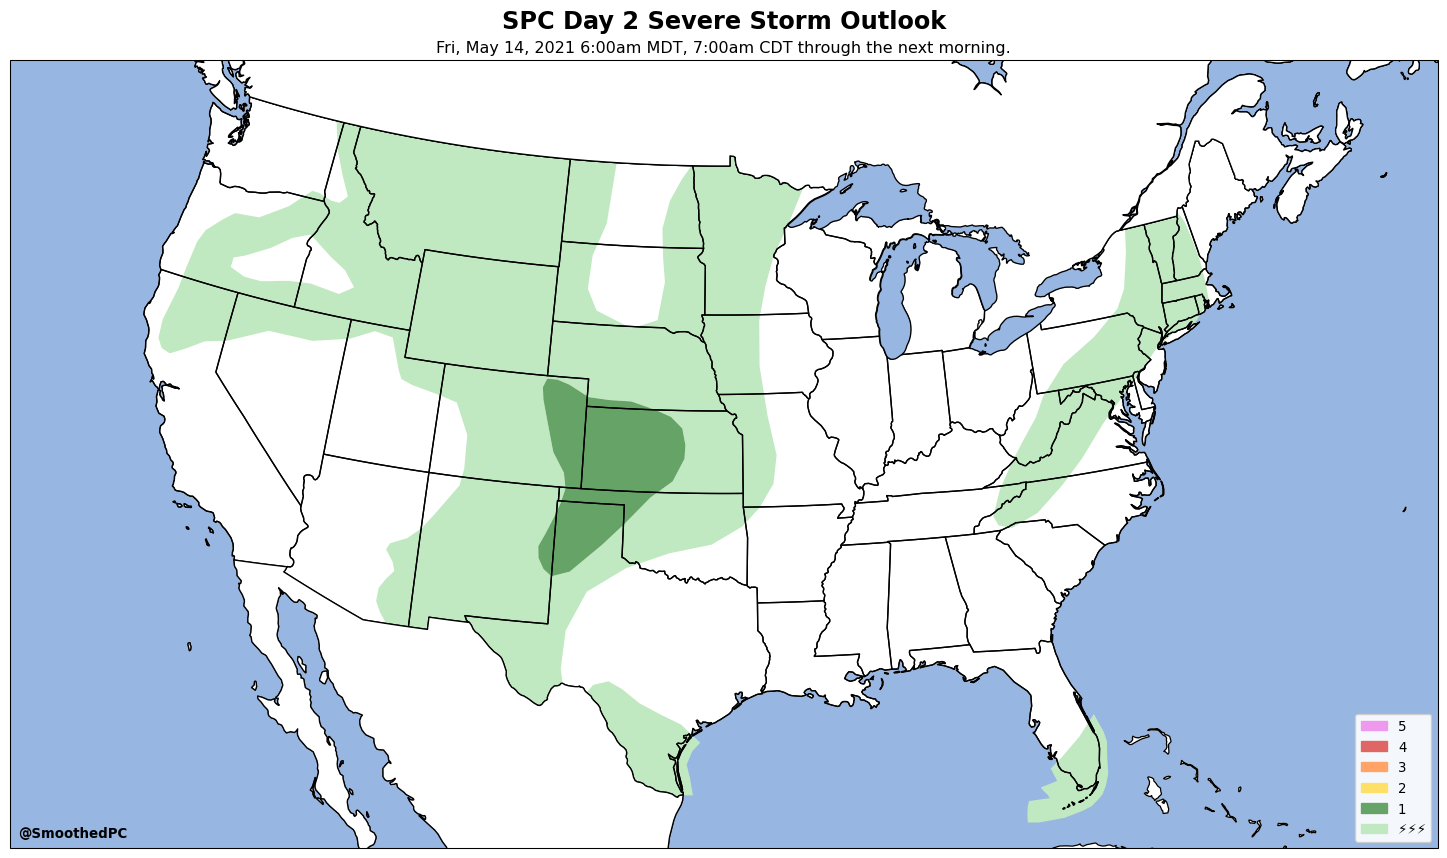 SPC Day 2 Severe Storm Outlook
Fri, May 14, 2021 6:00am MDT, 7:00am CDT through the next morning.
5
4
3
2
1
⚡⚡⚡
@SmoothedPC